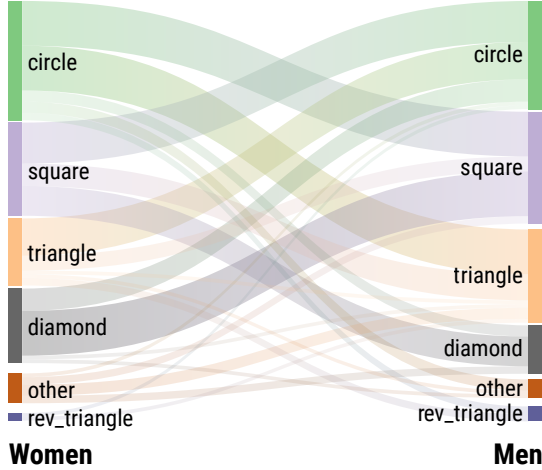 circle
circle
square
square
triangle
triangle
diamond
diamond
other
other
rev_triangle
rev_triangle
Women
Men